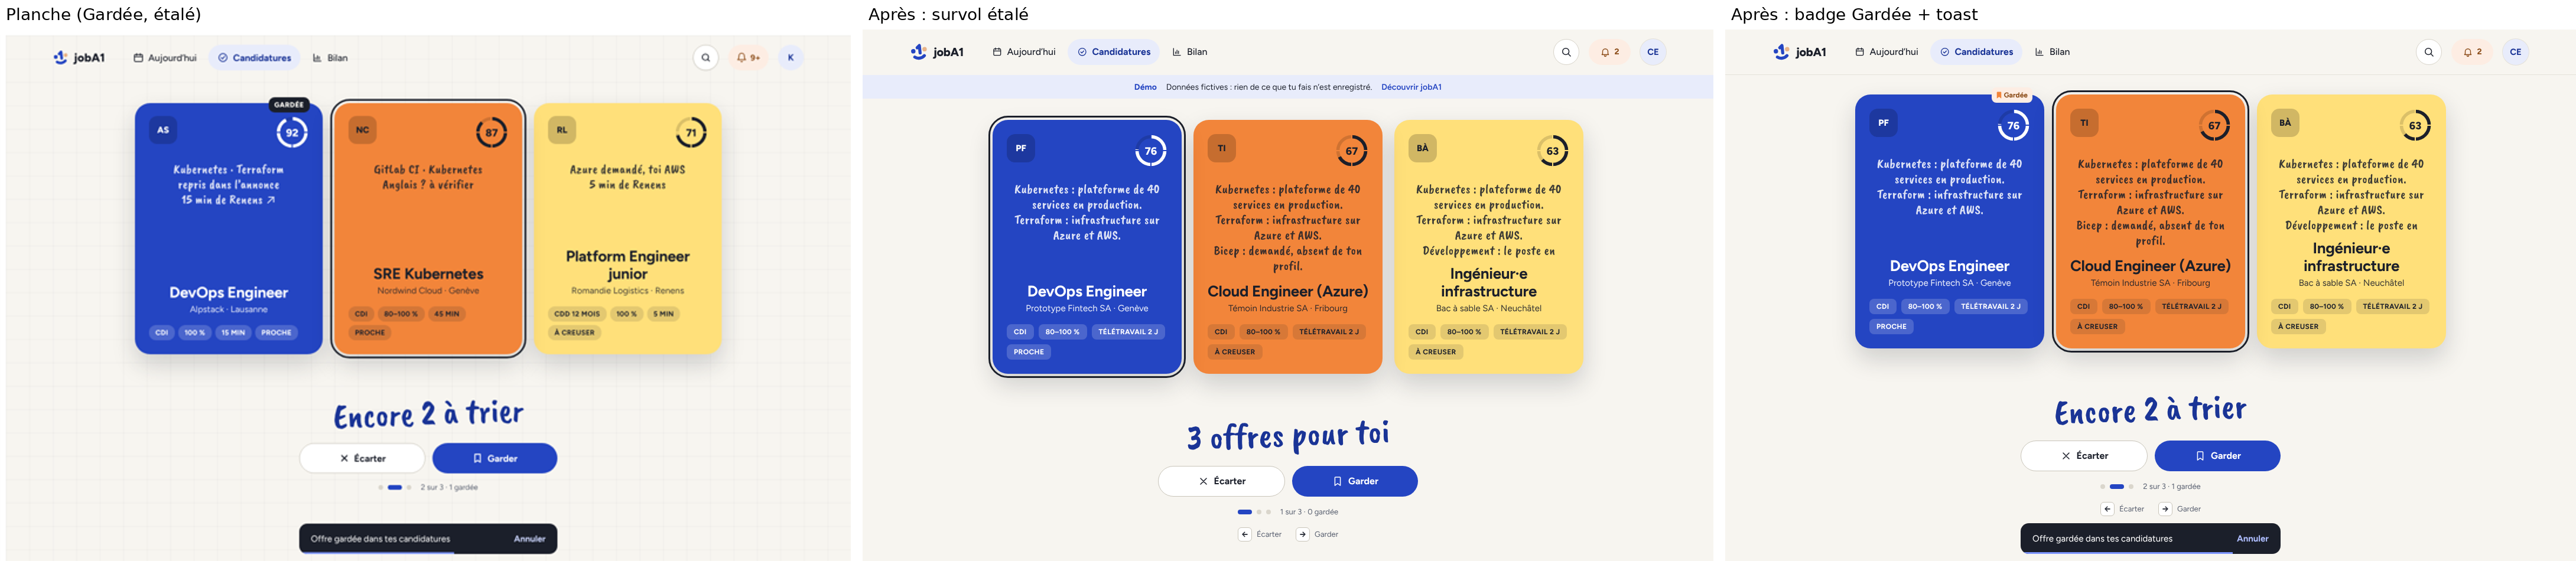 Planche (Gardée, étalé)
jobA1
Aujourd'hui
Candidatures
Bilan
9+
K
GARDÉE
AS
92
Kubernetes · Terraform
repris dans l'annonce
15 min de Renens ↗
DevOps Engineer
Alpstack · Lausanne
CDI
100 %
15 MIN
PROCHE
NC
87
GitLab CI · Kubernetes
Anglais ? à vérifier
SRE Kubernetes
Nordwind Cloud · Genève
CDI
80–100 %
45 MIN
PROCHE
RL
71
Azure demandé, toi AWS
5 min de Renens
Platform Engineer
junior
Romandie Logistics · Renens
CDD 12 MOIS
100 %
5 MIN
À CREUSER
Encore 2 à trier
Écarter
Garder
2 sur 3 · 1 gardée
Offre gardée dans tes candidatures
Annuler
Après : survol étalé
jobA1
Aujourd'hui
Candidatures
Bilan
2
CE
Démo Données fictives : rien de ce que tu fais n'est enregistré. Découvrir jobA1
PF
76
Kubernetes : plateforme de 40
services en production.
Terraform : infrastructure sur
Azure et AWS.
DevOps Engineer
Prototype Fintech SA · Genève
CDI
80–100 %
TÉLÉTRAVAIL 2 J
PROCHE
TI
67
Kubernetes : plateforme de 40
services en production.
Terraform : infrastructure sur
Azure et AWS.
Bicep : demandé, absent de ton
profil.
Cloud Engineer (Azure)
Témoin Industrie SA · Fribourg
CDI
80–100 %
TÉLÉTRAVAIL 2 J
À CREUSER
BÀ
63
Kubernetes : plateforme de 40
services en production.
Terraform : infrastructure sur
Azure et AWS.
Développement : le poste en
Ingénieur·e
infrastructure
Bac à sable SA · Neuchâtel
CDI
80–100 %
TÉLÉTRAVAIL 2 J
À CREUSER
3 offres pour toi
Écarter
Garder
1 sur 3 · 0 gardée
← Écarter
→ Garder
Après : badge Gardée + toast
jobA1
Aujourd'hui
Candidatures
Bilan
2
CE
Gardée
PF
76
Kubernetes : plateforme de 40
services en production.
Terraform : infrastructure sur
Azure et AWS.
DevOps Engineer
Prototype Fintech SA · Genève
CDI
80–100 %
TÉLÉTRAVAIL 2 J
PROCHE
TI
67
Kubernetes : plateforme de 40
services en production.
Terraform : infrastructure sur
Azure et AWS.
Bicep : demandé, absent de ton
profil.
Cloud Engineer (Azure)
Témoin Industrie SA · Fribourg
CDI
80–100 %
TÉLÉTRAVAIL 2 J
À CREUSER
BÀ
63
Kubernetes : plateforme de 40
services en production.
Terraform : infrastructure sur
Azure et AWS.
Développement : le poste en
Ingénieur·e
infrastructure
Bac à sable SA · Neuchâtel
CDI
80–100 %
TÉLÉTRAVAIL 2 J
À CREUSER
Encore 2 à trier
Écarter
Garder
2 sur 3 · 1 gardée
← Écarter
→ Garder
Offre gardée dans tes candidatures
Annuler